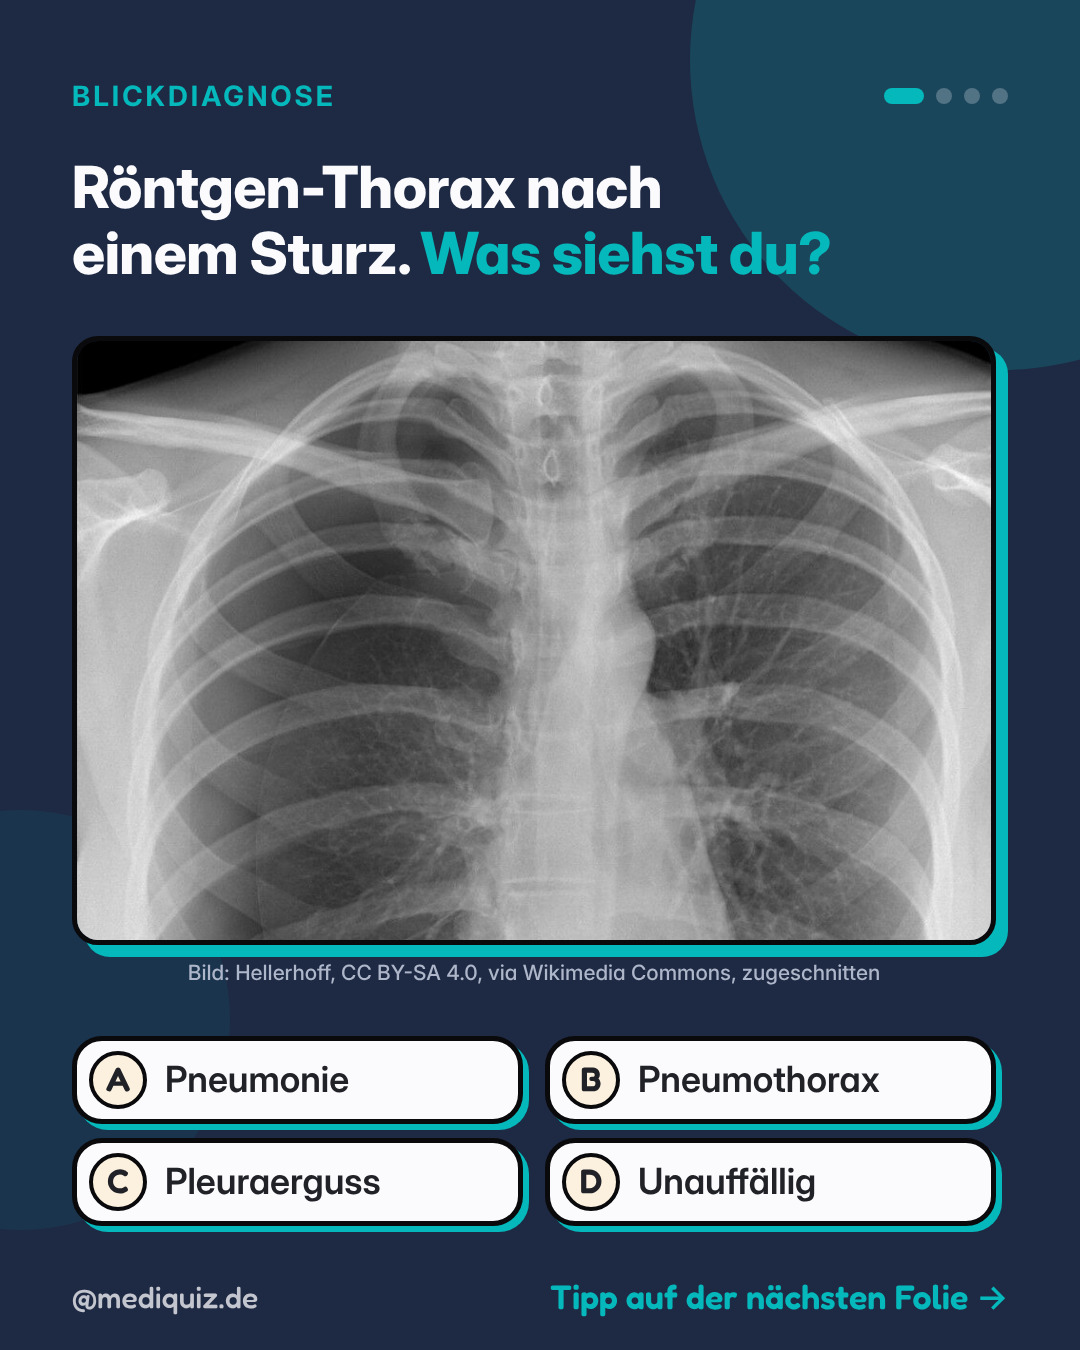 BLICKDIAGNOSE
Röntgen-Thorax nach
einem Sturz. Was siehst du?
Bild: Hellerhoff, CC BY-SA 4.0, via Wikimedia Commons, zugeschnitten
A Pneumonie
B Pneumothorax
C Pleuraerguss
D Unauffällig
@mediquiz.de
Tipp auf der nächsten Folie →